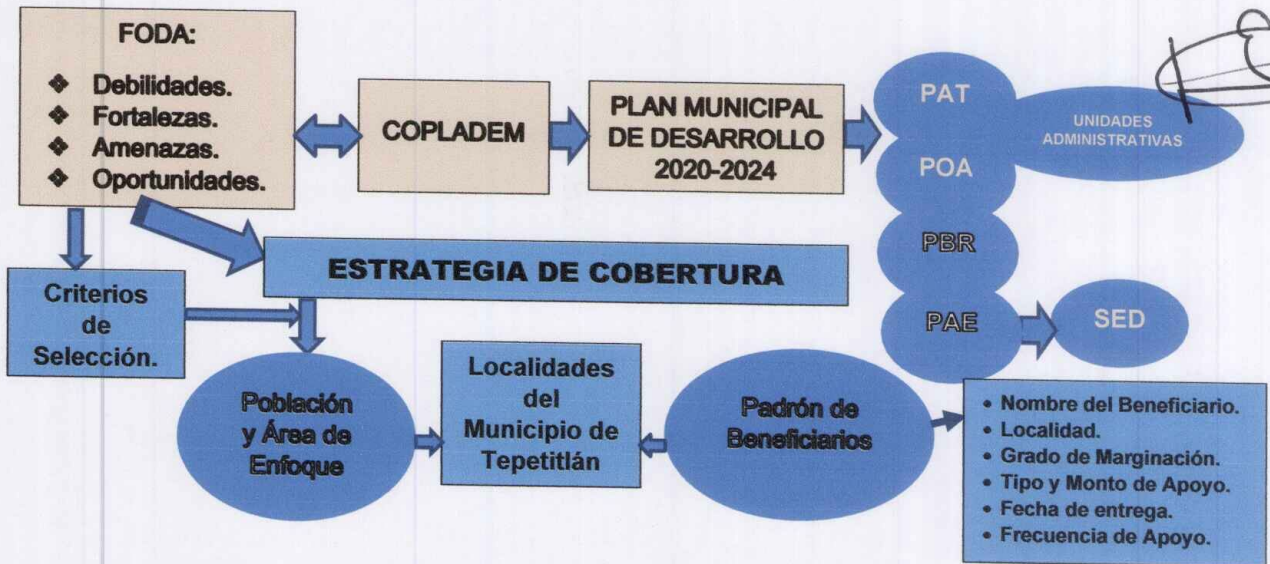 FODA:
❖ Debilidades.
❖ Fortalezas.
❖ Amenazas.
❖ Oportunidades.
COPLADEM
PLAN MUNICIPAL
DE DESARROLLO
2020-2024
PAT
UNIDADES
ADMINISTRATIVAS
POA
PBR
PAE
SED
ESTRATEGIA DE COBERTURA
Criterios
de
Selección.
Población
y Área de
Enfoque
Localidades
del
Municipio de
Tepetitlán
Padrón de
Beneficiarios
• Nombre del Beneficiario.
• Localidad.
• Grado de Marginación.
• Tipo y Monto de Apoyo.
• Fecha de entrega.
• Frecuencia de Apoyo.